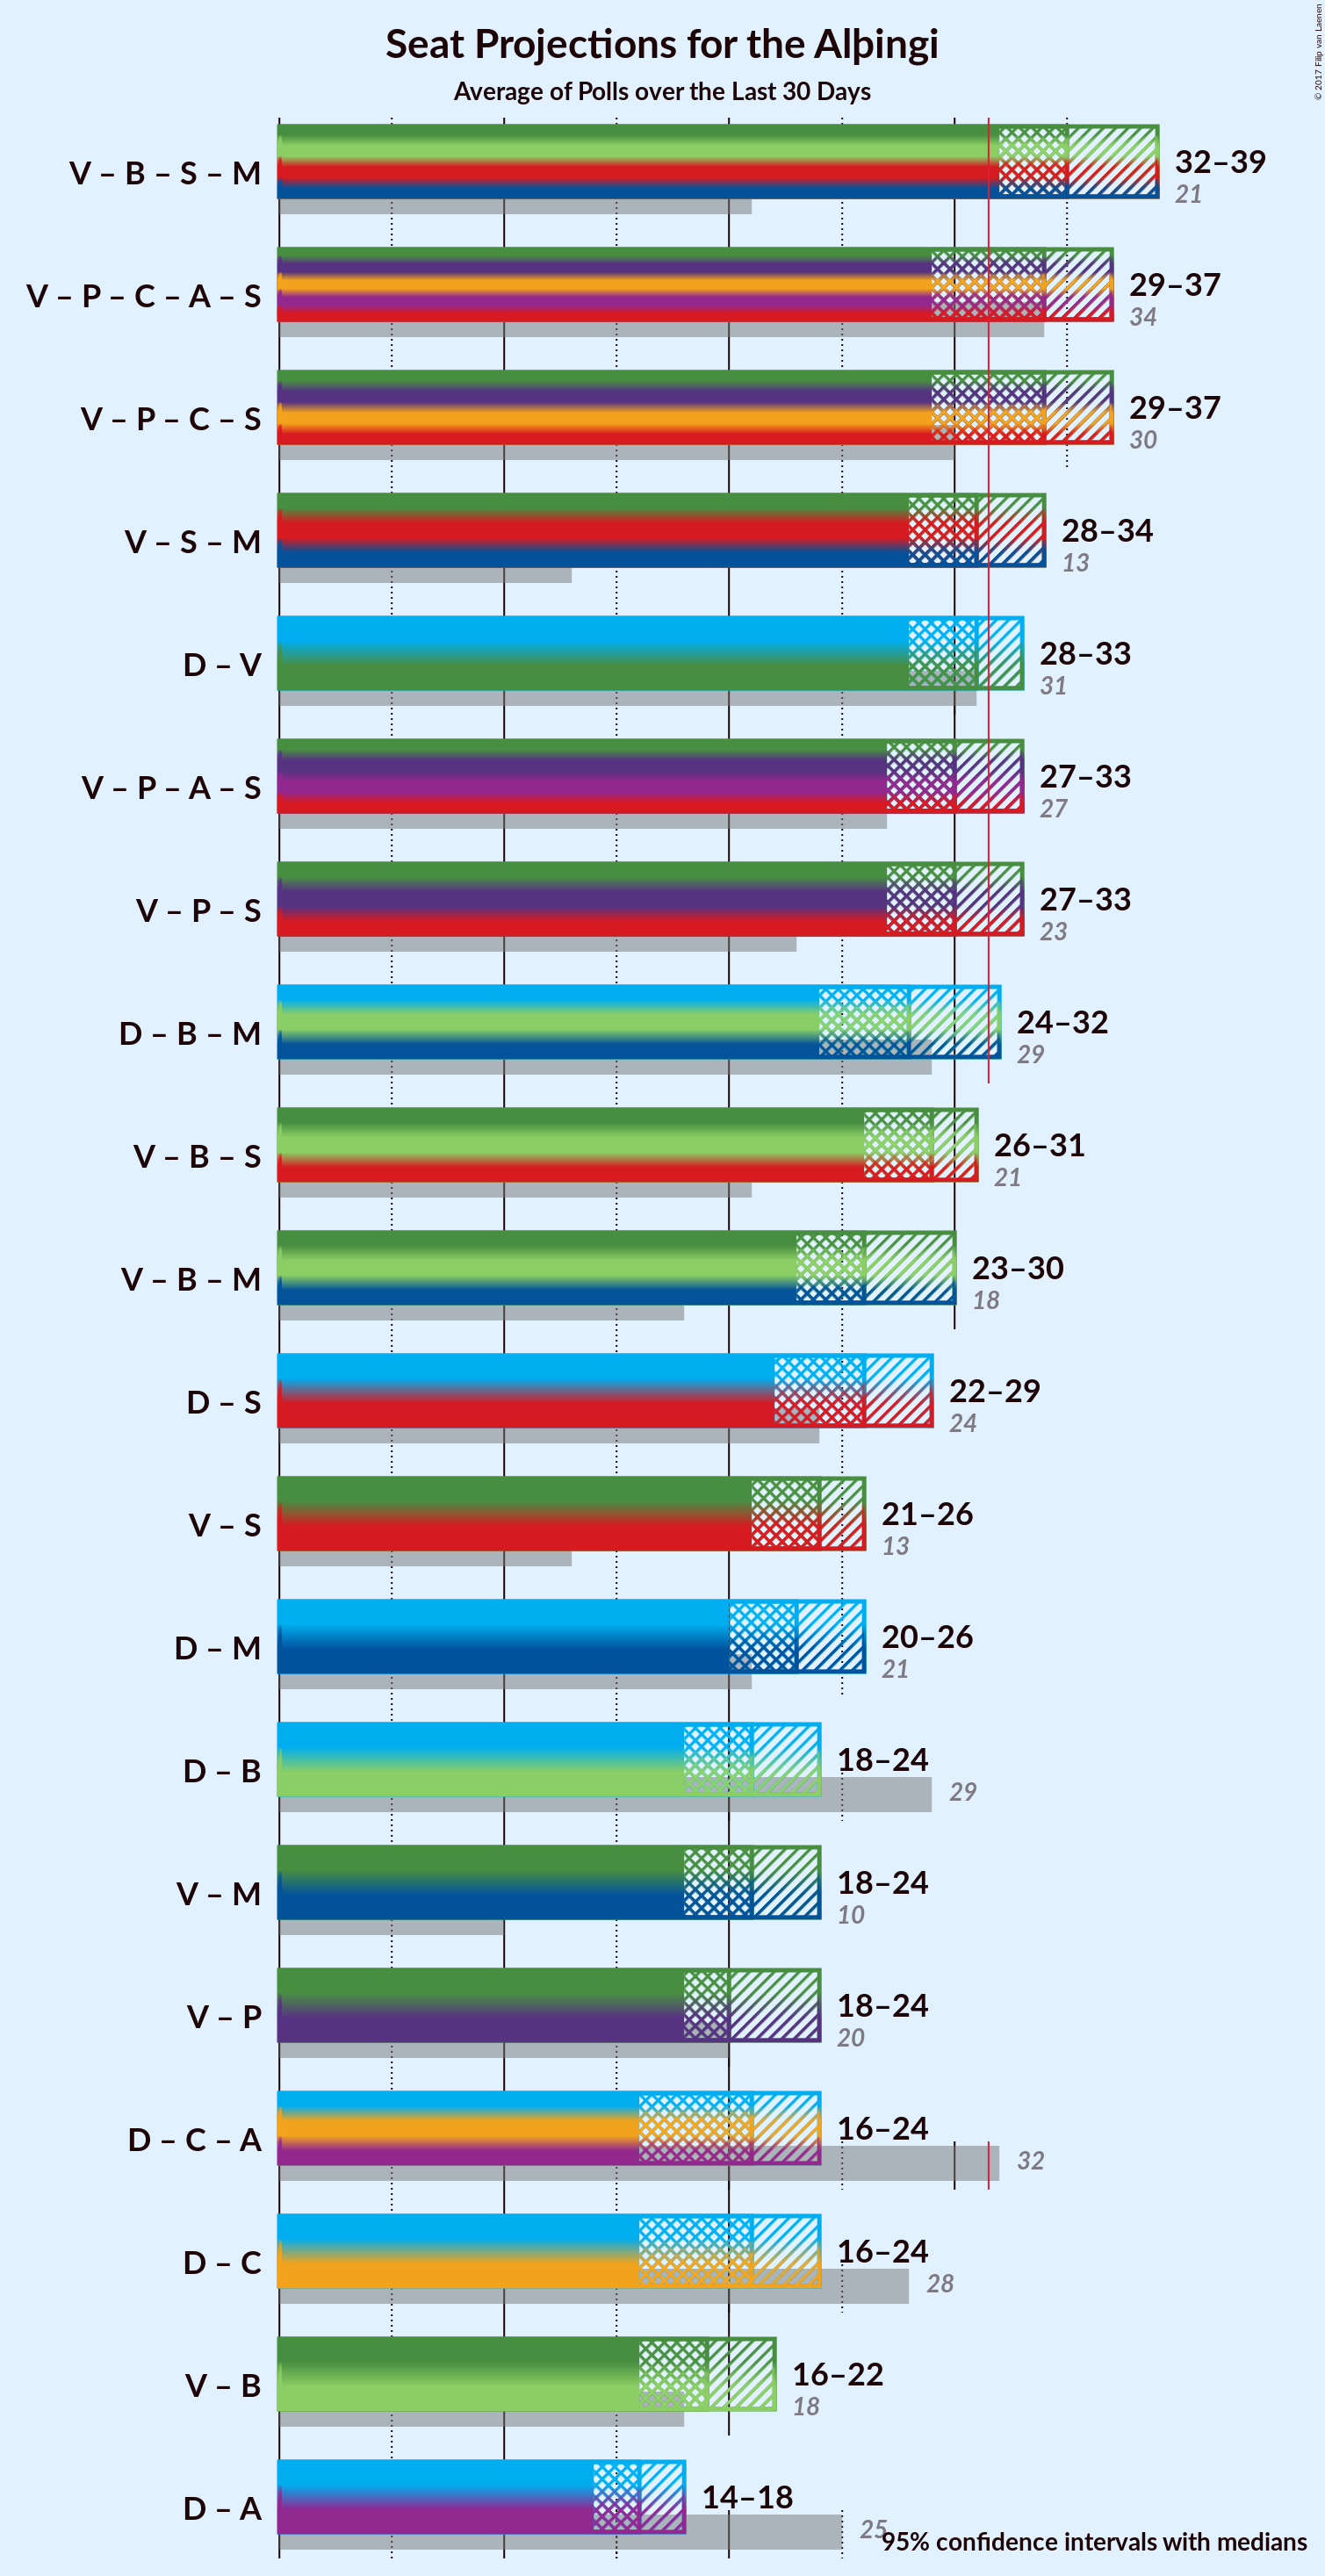 Seat Projections for the Alþingi
Average of Polls over the Last 30 Days
© 2017 Filip van Laenen
V – B – S – M
32–39
21
V – P – C – A – S
29–37
34
V – P – C – S
29–37
30
V – S – M
28–34
13
D – V
28–33
31
V – P – A – S
27–33
27
V – P – S
27–33
23
D – B – M
24–32
29
V – B – S
26–31
21
V – B – M
23–30
18
D – S
22–29
24
V – S
21–26
13
D – M
20–26
21
D – B
18–24
29
V – M
18–24
10
V – P
18–24
20
D – C – A
16–24
32
D – C
16–24
28
V – B
16–22
18
D – A
14–18
25
95% confidence intervals with medians